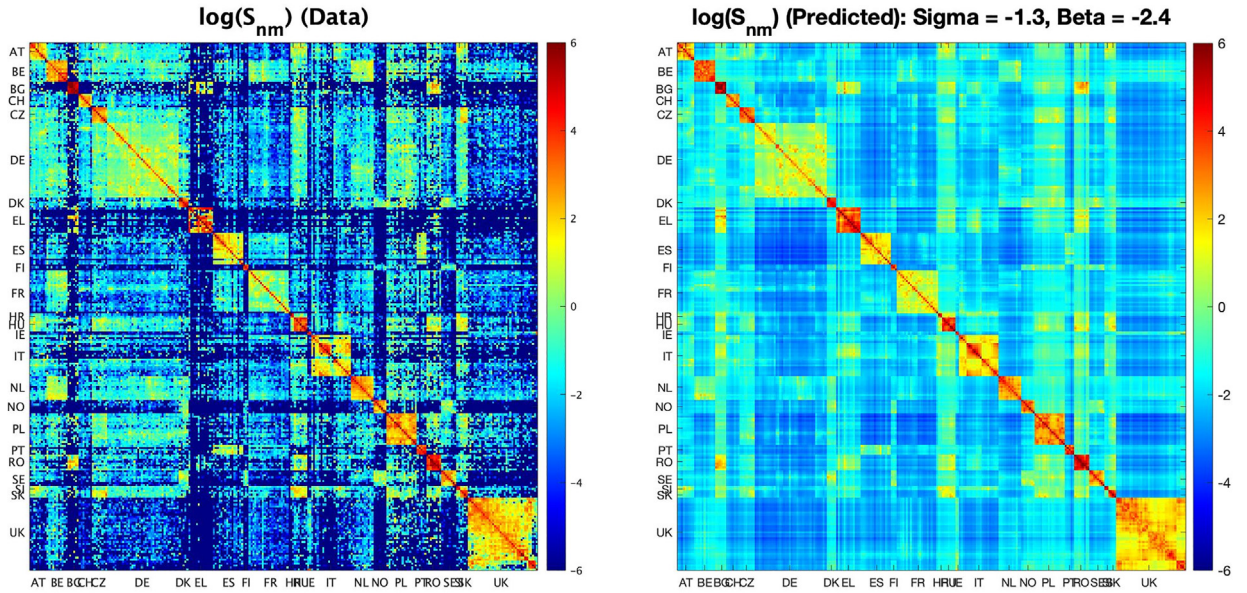 log(S_nm) (Data)
AT
BE
BG
CH
CZ
DE
DK
EL
ES
FI
FR
HR
HU
IE
IT
NL
NO
PL
PT
RO
SE
SI
SK
UK
AT BE BG CH CZ DE DK EL ES FI FR HR HU IE IT NL NO PL PT RO SE SI SK UK
6
4
2
0
-2
-4
-6
log(S_nm) (Predicted): Sigma = -1.3, Beta = -2.4
AT
BE
BG
CH
CZ
DE
DK
EL
ES
FI
FR
HR
HU
IE
IT
NL
NO
PL
PT
RO
SE
SI
SK
UK
AT BE BG CH CZ DE DK EL ES FI FR HR HU IE IT NL NO PL PT RO SE SI SK UK
6
4
2
0
-2
-4
-6